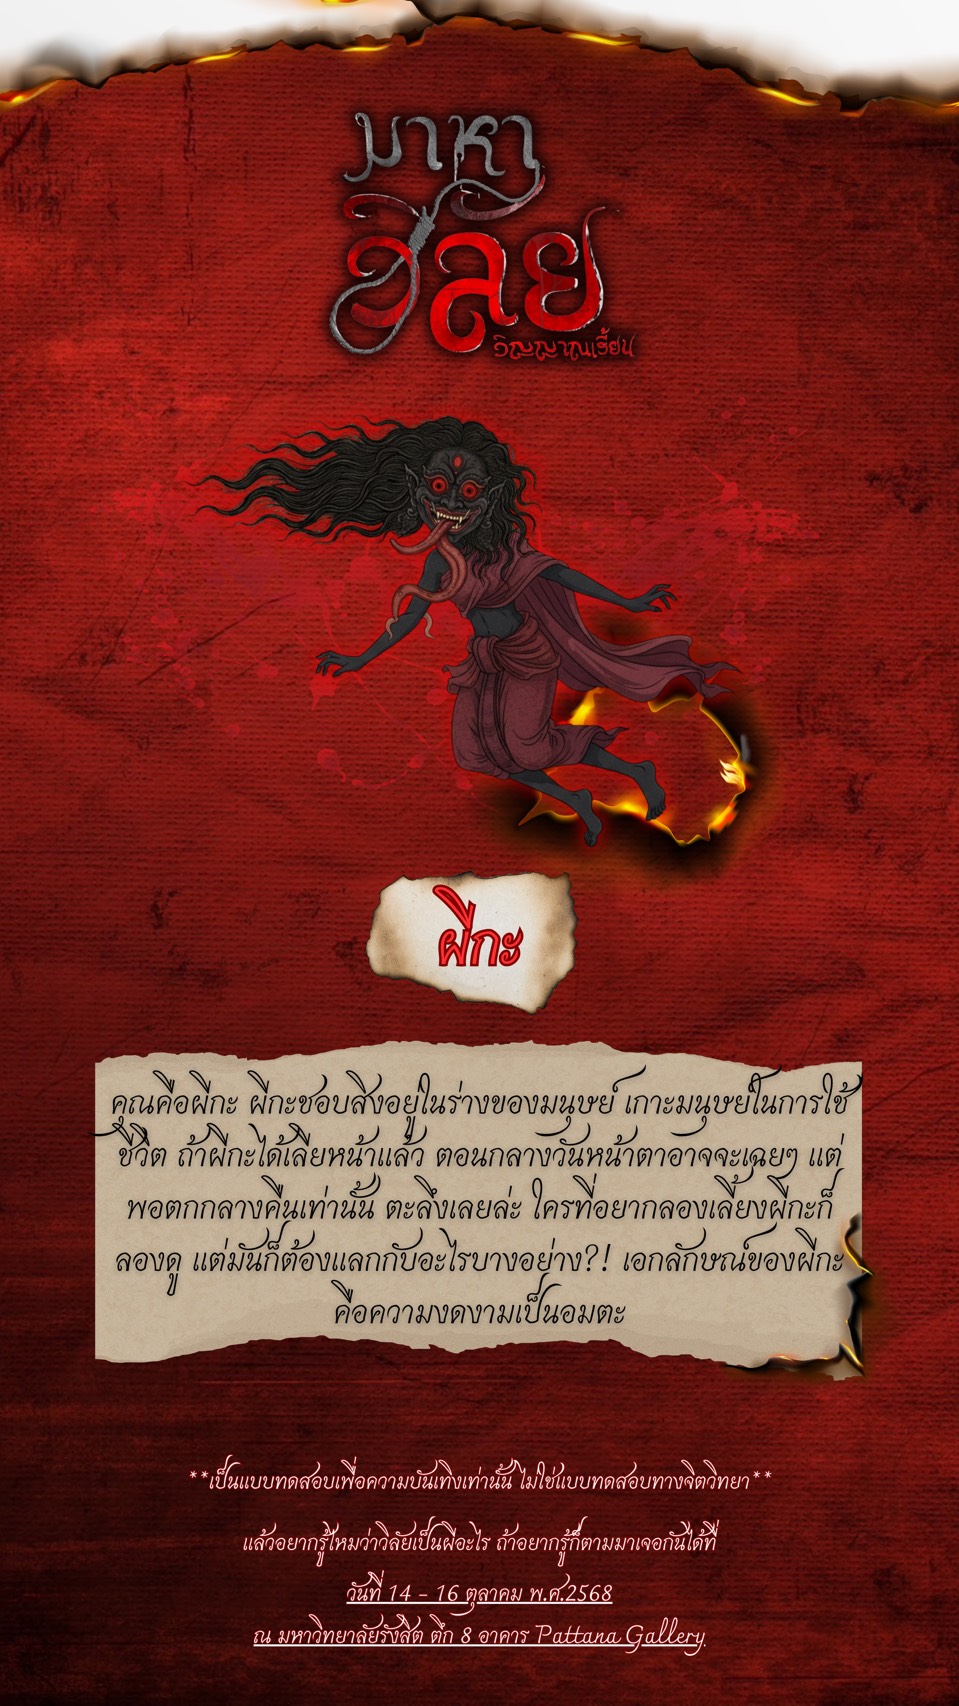 มาหา
วิลัย
วิญญาณเฮี้ยน
ผีกะ
คุณคือผีกะ ผีกะชอบสิงอยู่ในร่างของมนุษย์ เกาะมนุษย์ในการใช้
ชีวิต ถ้าผีกะได้เลียหน้าแล้ว ตอนกลางวันหน้าตาอาจจะเฉยๆ แต่
พอตกกลางคืนเท่านั้น ตะลึงเลยล่ะ ใครที่อยากลองเลี้ยงผีกะก็
ลองดู แต่มันก็ต้องแลกกับอะไรบางอย่าง?! เอกลักษณ์ของผีกะ
คือความงดงามเป็นอมตะ
**เป็นแบบทดสอบเพื่อความบันเทิงเท่านั้น ไม่ใช่แบบทดสอบทางจิตวิทยา**
แล้วอยากรู้ไหมว่าวิลัยเป็นผีอะไร ถ้าอยากรู้ก็ตามมาเจอกันได้ที่
วันที่ 14 - 16 ตุลาคม พ.ศ.2568
ณ มหาวิทยาลัยรังสิต ตึก 8 อาคาร Pattana Gallery